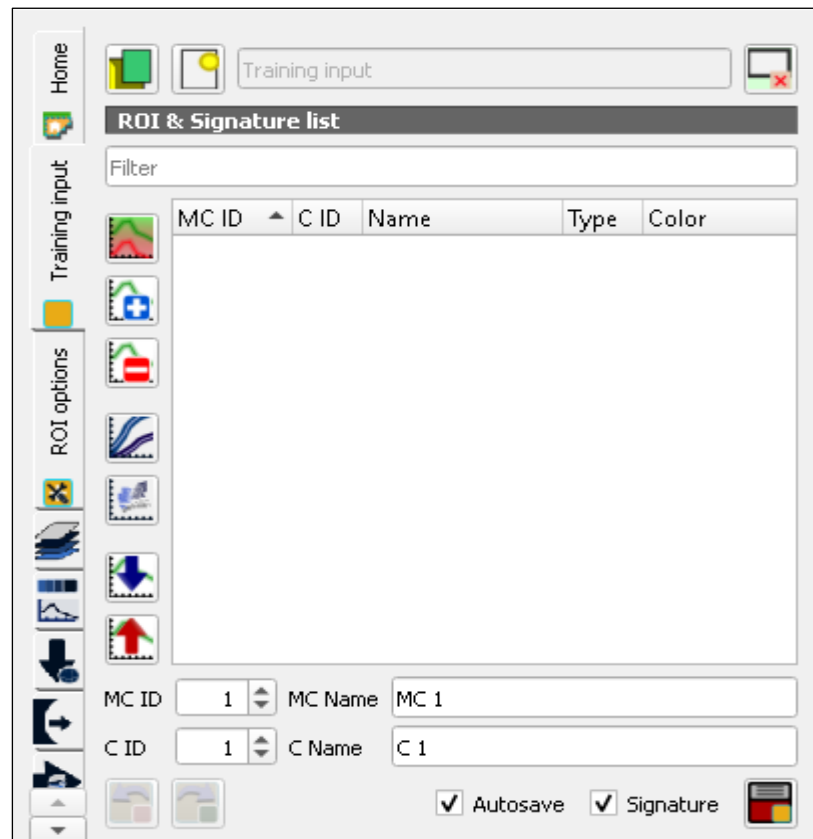 Home
Training input
ROI options
Training input
ROI & Signature list
Filter
MC ID C ID Name Type Color
MC ID 1 MC Name MC 1
C ID 1 C Name C 1
Autosave Signature